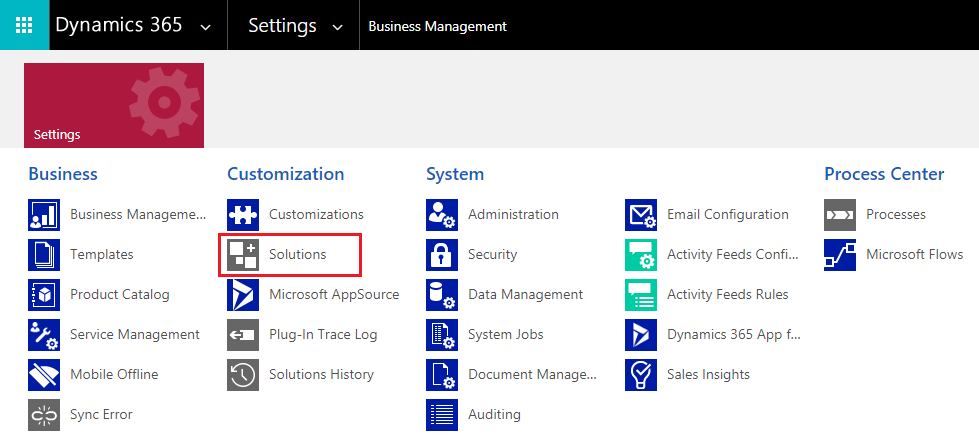 Dynamics 365 Settings Business Management
Settings
Business
Business Manageme...
Templates
Product Catalog
Service Management
Mobile Offline
Sync Error
Customization
Customizations
Solutions
Microsoft AppSource
Plug-In Trace Log
Solutions History
System
Administration
Security
Data Management
System Jobs
Document Manage...
Auditing
Email Configuration
Activity Feeds Confi...
Activity Feeds Rules
Dynamics 365 App f...
Sales Insights
Process Center
Processes
Microsoft Flows